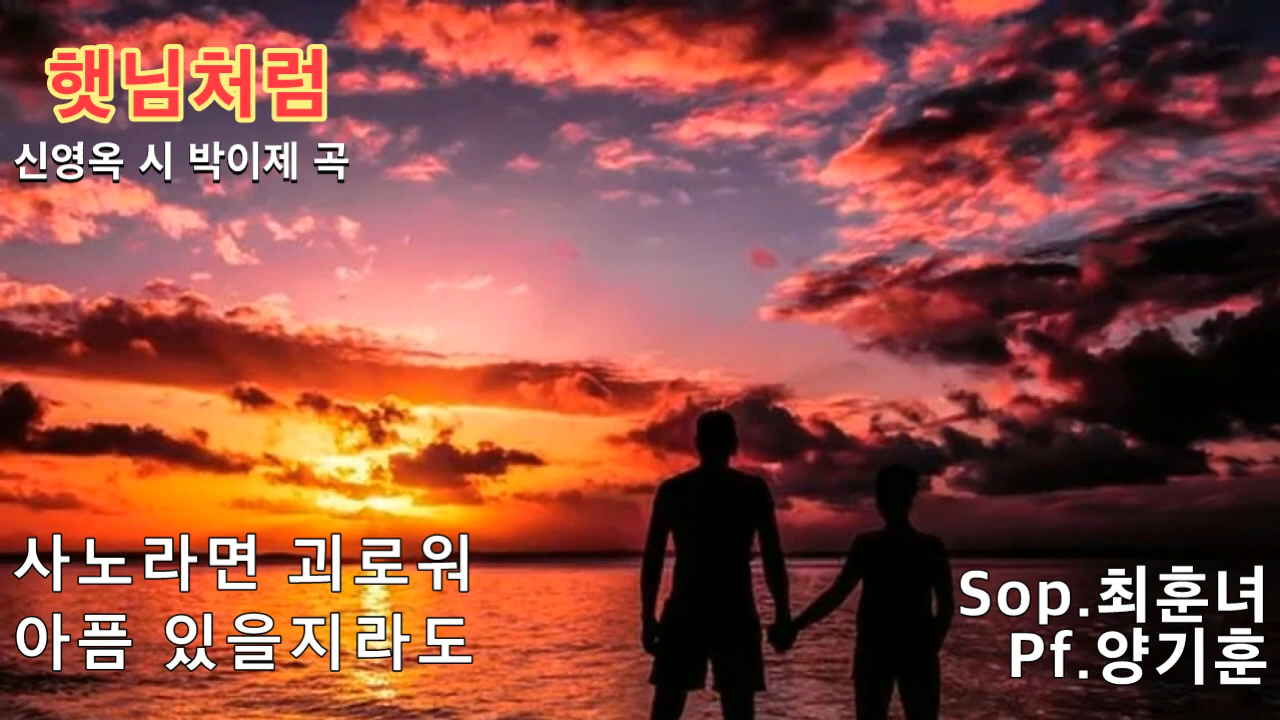 햇님처럼
신영옥 시 박이제 곡
사노라면 괴로워
아픔 있을지라도
Sop.최훈녀
Pf.양기훈